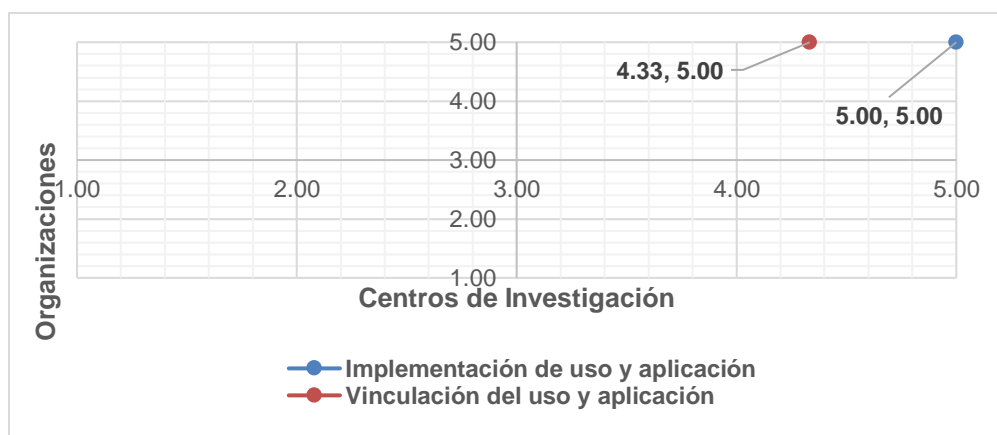 5.00
4.33, 5.00
4.00
5.00, 5.00
Organizaciones
3.00
1.00 2.00 3.00 4.00 5.00
2.00
1.00
Centros de Investigación
Implementación de uso y aplicación
Vinculación del uso y aplicación